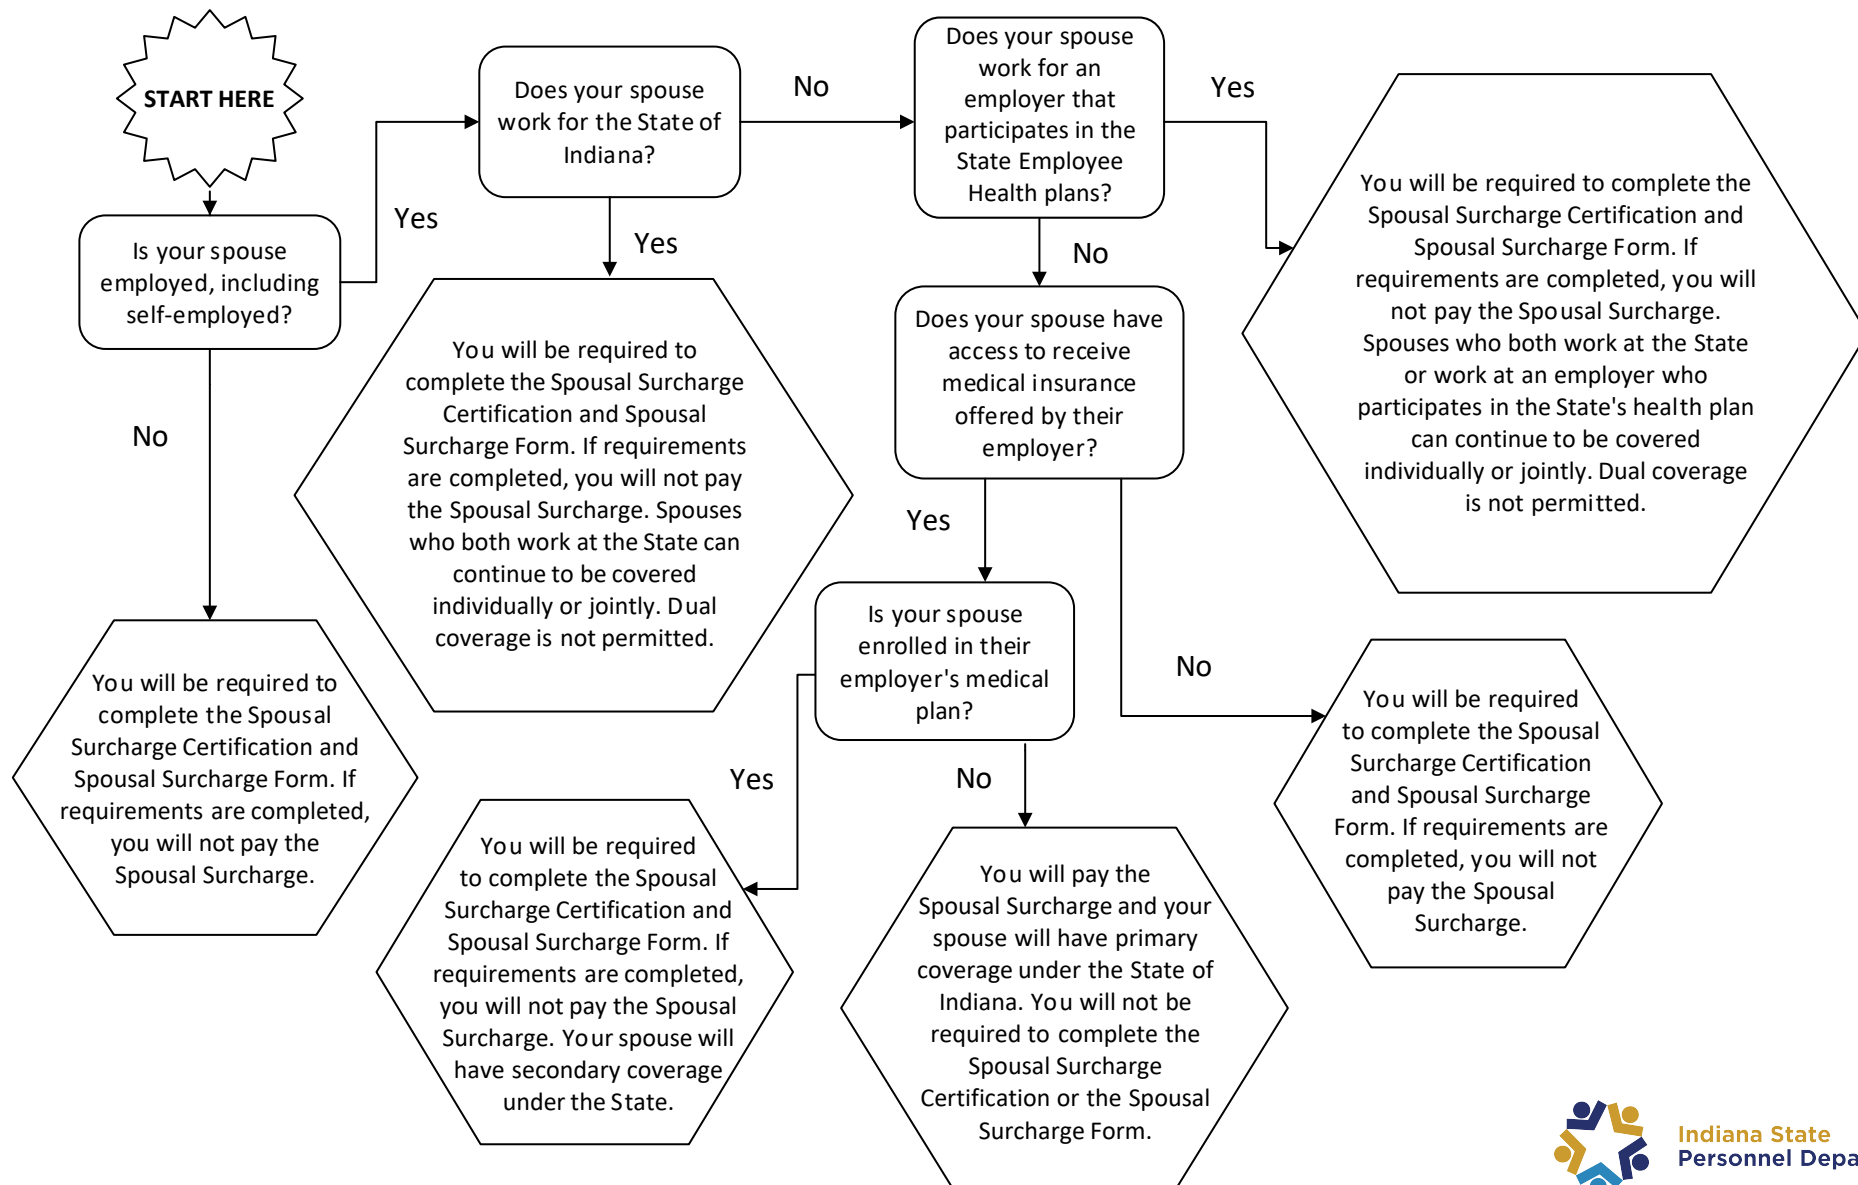 START HERE
Is your spouse
employed, including
self-employed?
Yes
No
You will be required to
complete the Spousal
Surcharge Certification and
Spousal Surcharge Form. If
requirements are completed,
you will not pay the
Spousal Surcharge.
Does your spouse
work for the State of
Indiana?
No
Yes
You will be required to
complete the Spousal Surcharge
Certification and Spousal
Surcharge Form. If requirements
are completed, you will not pay
the Spousal Surcharge. Spouses
who both work at the State can
continue to be covered
individually or jointly. Dual
coverage is not permitted.
Does your spouse
work for an
employer that
participates in the
State Employee
Health plans?
Yes
No
You will be required to complete the
Spousal Surcharge Certification and
Spousal Surcharge Form. If
requirements are completed, you will
not pay the Spousal Surcharge.
Spouses who both work at the State
or work at an employer who
participates in the State's health plan
can continue to be covered
individually or jointly. Dual coverage
is not permitted.
Does your spouse have
access to receive
medical insurance
offered by their
employer?
Yes
No
Is your spouse
enrolled in their
employer's medical
plan?
Yes
No
You will be required
to complete the Spousal
Surcharge Certification and
Spousal Surcharge Form. If
requirements are completed,
you will not pay the Spousal
Surcharge. Your spouse will
have secondary coverage
under the State.
You will pay the
Spousal Surcharge and your
spouse will have primary
coverage under the State of
Indiana. You will not be
required to complete the
Spousal Surcharge
Certification or the Spousal
Surcharge Form.
You will be required
to complete the Spousal
Surcharge Certification
and Spousal Surcharge
Form. If requirements are
completed, you will not
pay the Spousal
Surcharge.
Indiana State
Personnel Depa